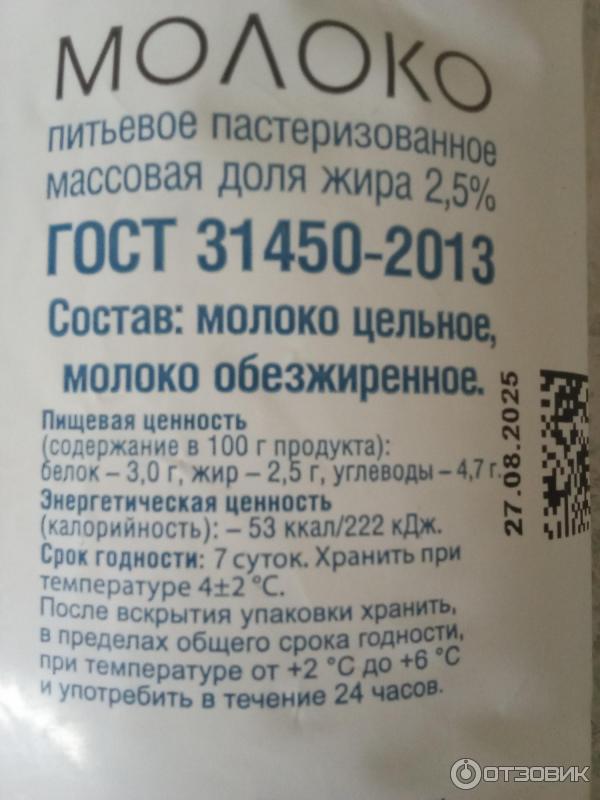 МОЛОКО
питьевое пастеризованное
массовая доля жира 2,5%
ГОСТ 31450-2013
Состав: молоко цельное,
молоко обезжиренное.
Пищевая ценность
(содержание в 100 г продукта):
белок – 3,0 г, жир – 2,5 г, углеводы – 4,7 г.
Энергетическая ценность
(калорийность): – 53 ккал/222 кДж.
Срок годности: 7 суток. Хранить при
температуре 4±2 °С.
После вскрытия упаковки хранить,
в пределах общего срока годности,
при температуре от +2 °С до +6 °С
и употребить в течение 24 часов.
27.08.2025
ОТЗОВИК